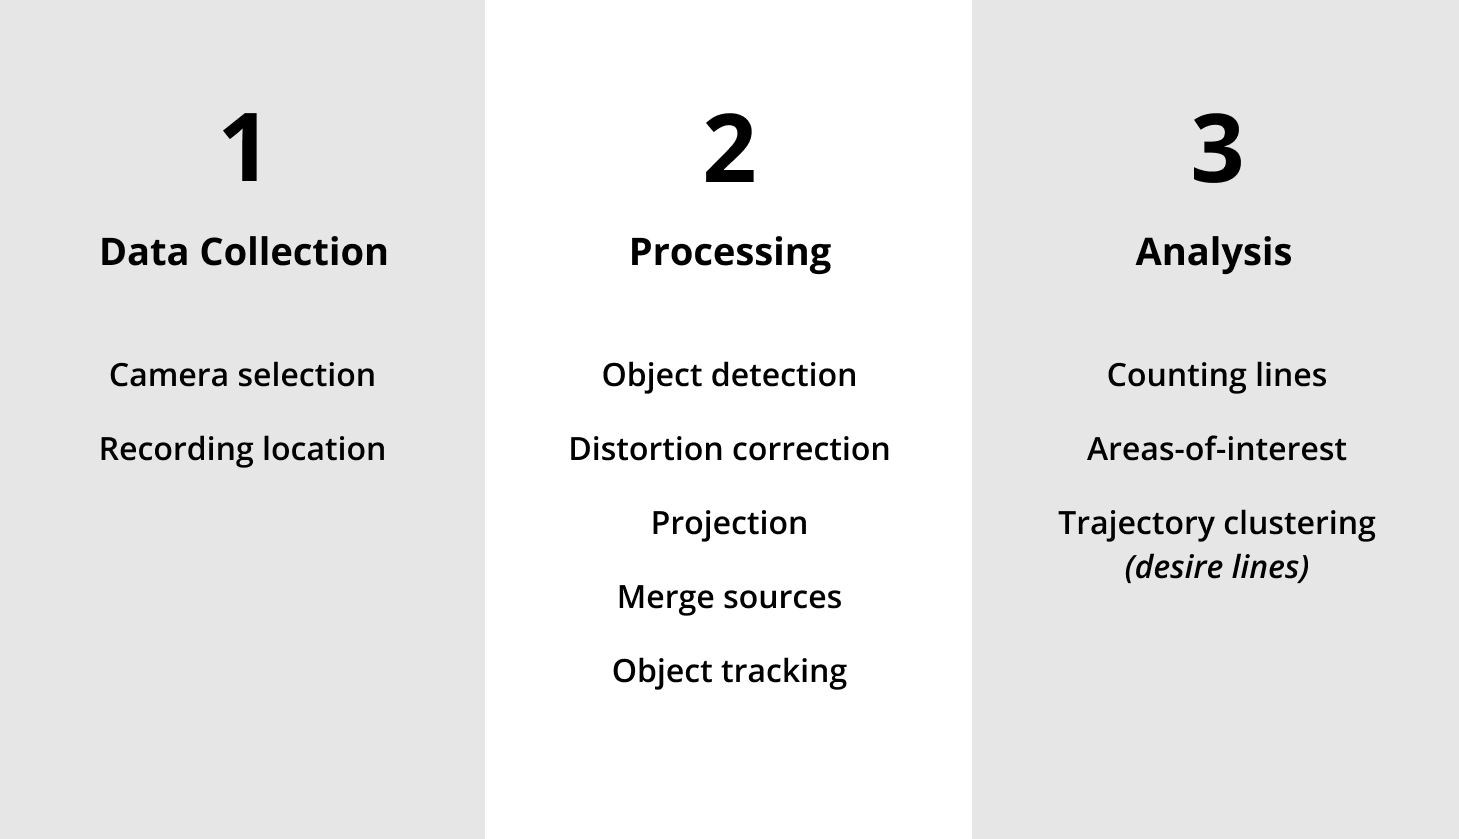 1
Data Collection
Camera selection
Recording location
2
Processing
Object detection
Distortion correction
Projection
Merge sources
Object tracking
3
Analysis
Counting lines
Areas-of-interest
Trajectory clustering
(desire lines)